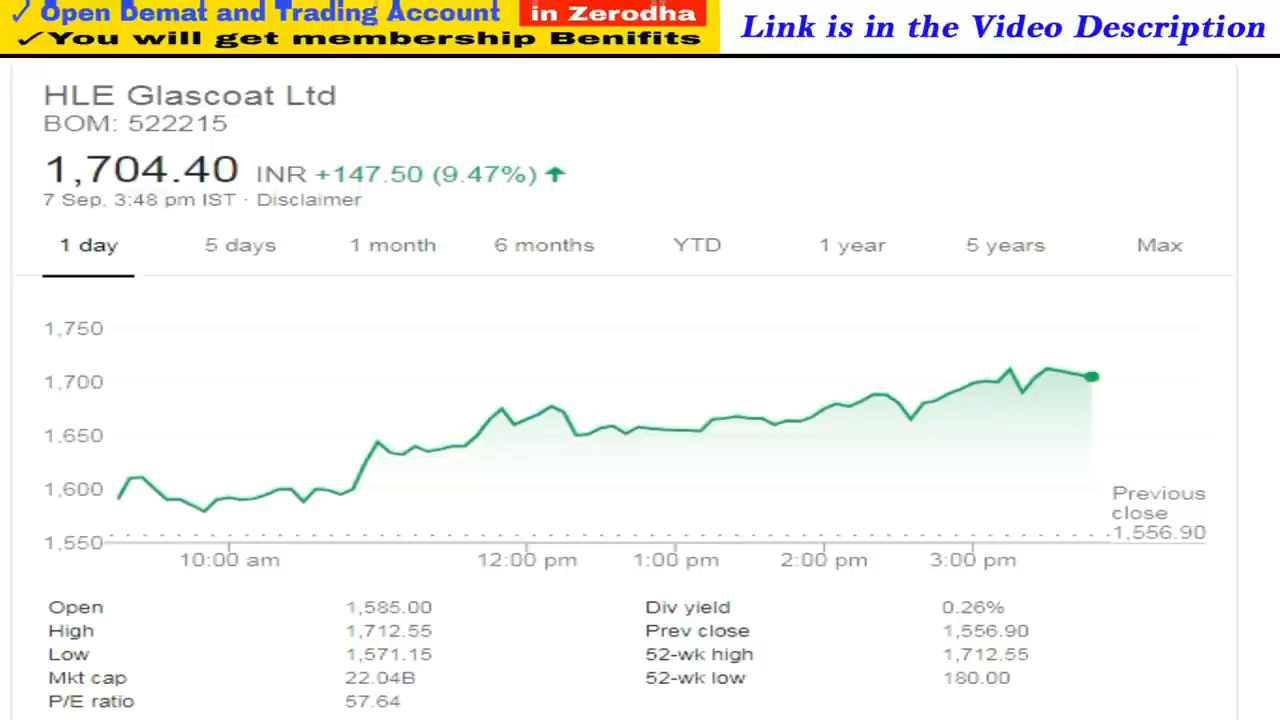 ✓ Open Demat and Trading Account in Zerodha
✓You will get membership Benifits
Link is in the Video Description
HLE Glascoat Ltd
BOM: 522215
1,704.40 INR +147.50 (9.47%) ↑
7 Sep, 3:48 pm IST · Disclaimer
1 day 5 days 1 month 6 months YTD 1 year 5 years Max
1,750
1,700
1,650
1,600
1,550
Previous
close
1,556.90
10:00 am 12:00 pm 1:00 pm 2:00 pm 3:00 pm
Open 1,585.00 Div yield 0.26%
High 1,712.55 Prev close 1,556.90
Low 1,571.15 52-wk high 1,712.55
Mkt cap 22.04B 52-wk low 180.00
P/E ratio 57.64